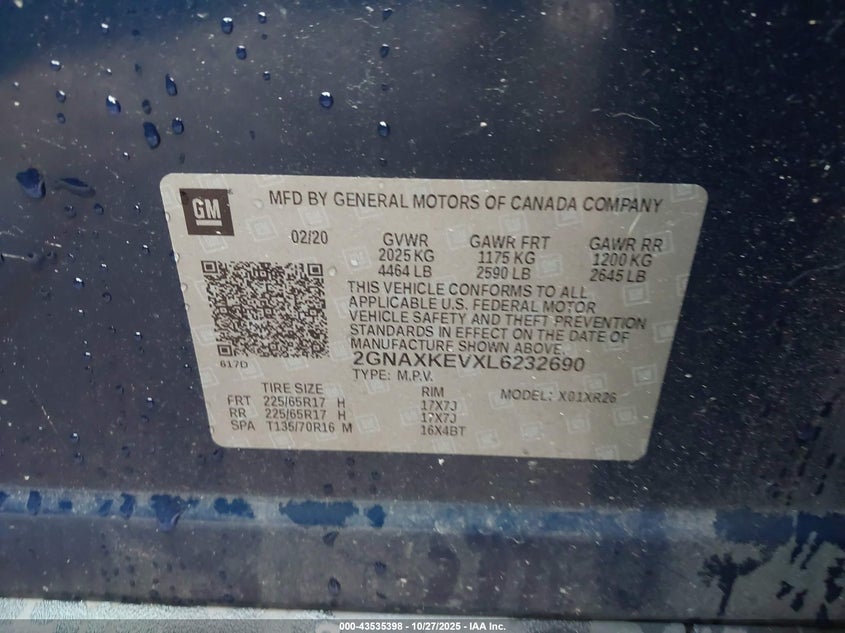 GM
MFD BY GENERAL MOTORS OF CANADA COMPANY
02/20 GVWR GAWR FRT GAWR RR
2025 KG 1175 KG 1200 KG
4464 LB 2590 LB 2645 LB
THIS VEHICLE CONFORMS TO ALL
APPLICABLE U.S. FEDERAL MOTOR
VEHICLE SAFETY AND THEFT PREVENTION
STANDARDS IN EFFECT ON THE DATE OF
MANUFACTURE SHOWN ABOVE.
617D
2GNAXKEVXL6232690
TYPE: M.P.V.
TIRE SIZE RIM MODEL: X01XR26
FRT 225/65R17 H 17X7J
RR 225/65R17 H 17X7J
SPA T135/70R16 M 16X4BT
000-43535398 - 10/27/2025 - IAA Inc.